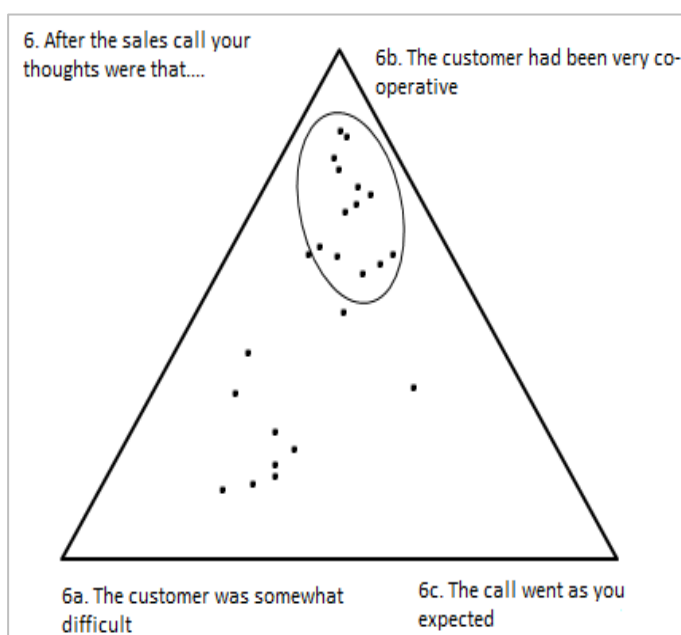 6. After the sales call your
thoughts were that....
6b. The customer had been very co-
operative
6a. The customer was somewhat
difficult
6c. The call went as you
expected